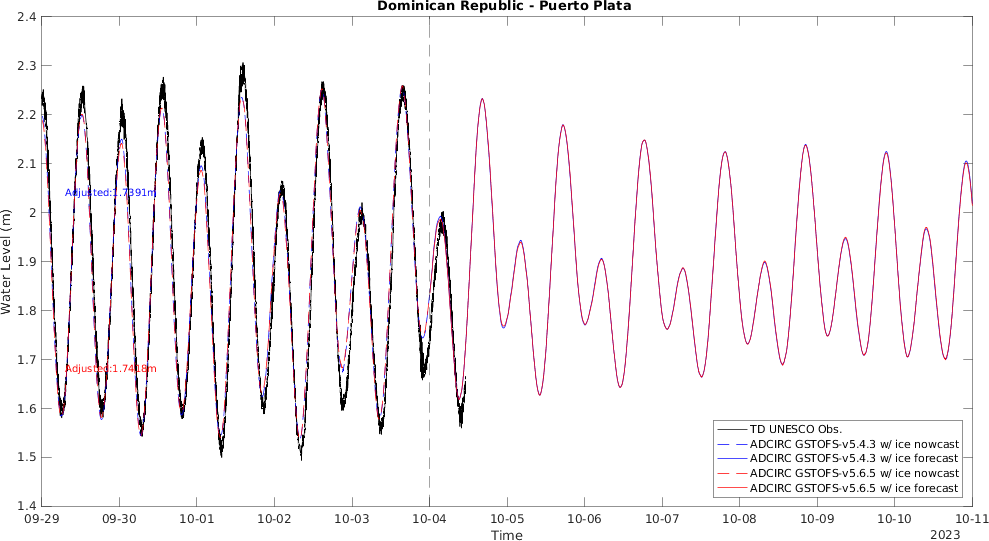 Dominican Republic - Puerto Plata
2.4
2.3
2.2
2.1
2
1.9
1.8
1.7
1.6
1.5
1.4
Water Level (m)
Adjusted:1.7391m
Adjusted:1.7418m
TD UNESCO Obs.
ADCIRC GSTOFS-v5.4.3 w/ ice nowcast
ADCIRC GSTOFS-v5.4.3 w/ ice forecast
ADCIRC GSTOFS-v5.6.5 w/ ice nowcast
ADCIRC GSTOFS-v5.6.5 w/ ice forecast
09-29 09-30 10-01 10-02 10-03 10-04 10-05 10-06 10-07 10-08 10-09 10-10 10-11
Time
2023